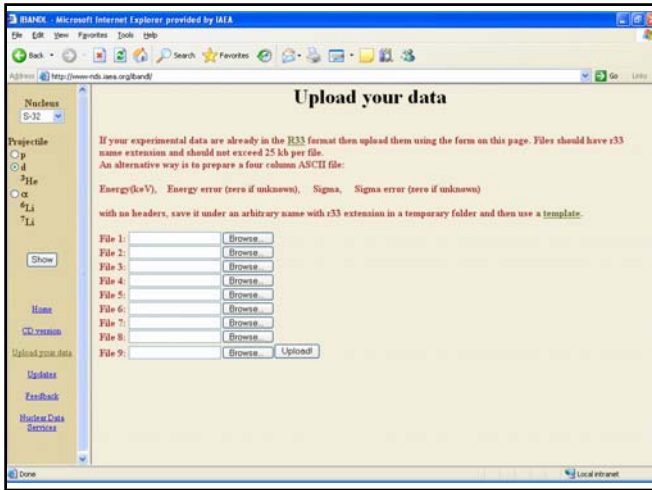 IBANDL - Microsoft Internet Explorer provided by IAEA
File Edit View Favorites Tools Help
Back Search Favorites
Address http://www-nds.iaea.org/ibandl/ Go Links
Nucleus
S-32
Projectile
p
d
³He
α
⁶Li
⁷Li
Show
Home
CD version
Upload your data
Updates
Feedback
Nuclear Data
Services
Upload your data
If your experimental data are already in the R33 format then upload them using the form on this page. Files should have r33
name extension and should not exceed 25 kb per file.
An alternative way is to prepare a four column ASCII file:
Energy(keV), Energy error (zero if unknown), Sigma, Sigma error (zero if unknown)
with no headers, save it under an arbitrary name with r33 extension in a temporary folder and then use a template.
File 1: Browse...
File 2: Browse...
File 3: Browse...
File 4: Browse...
File 5: Browse...
File 6: Browse...
File 7: Browse...
File 8: Browse...
File 9: Browse... Upload!
Done Local intranet